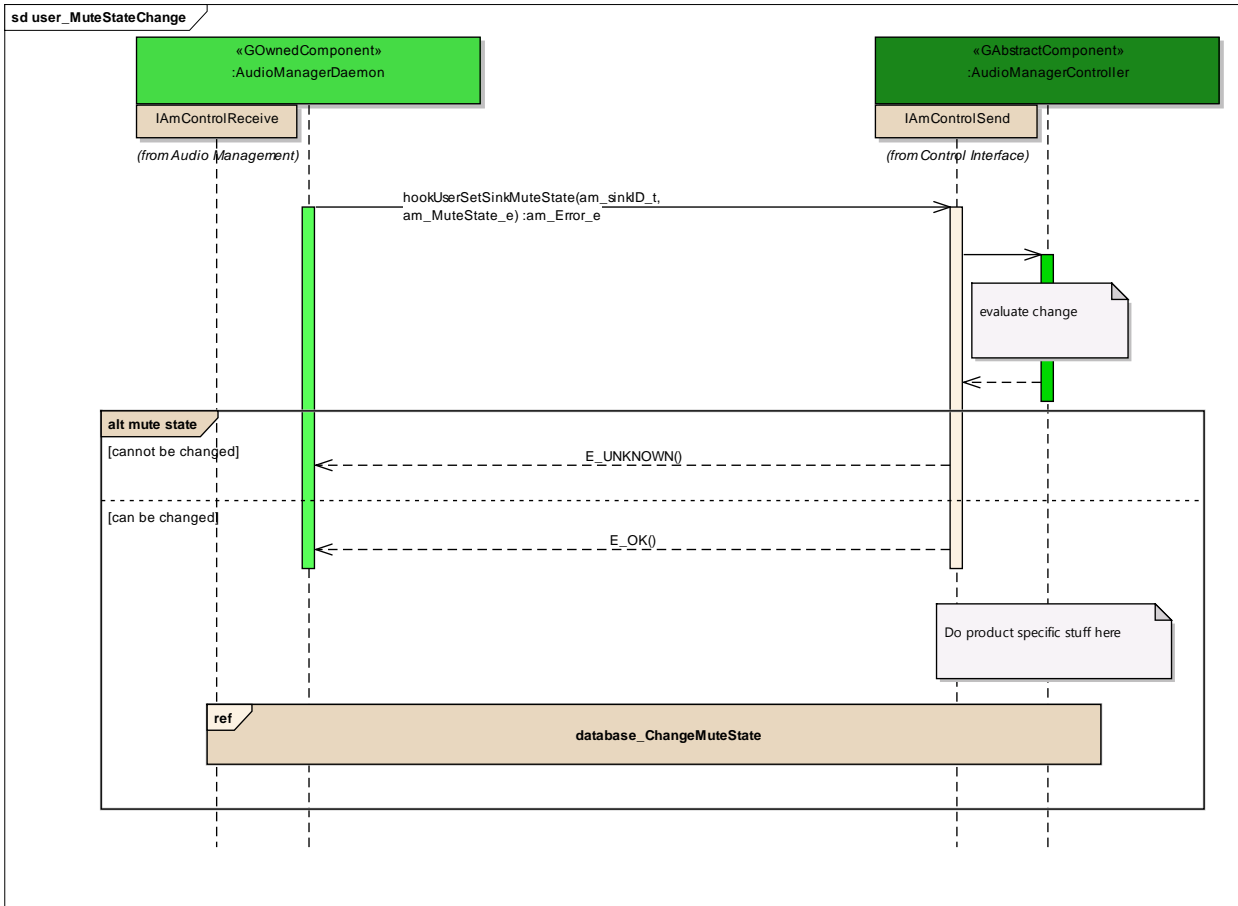 sd user_MuteStateChange
«GOwnedComponent»
:AudioManagerDaemon
«GAbstractComponent»
:AudioManagerController
IAmControlReceive
IAmControlSend
(from Audio Management)
(from Control Interface)
hookUserSetSinkMuteState(am_sinkID_t,
am_MuteState_e) :am_Error_e
evaluate change
alt mute state
[cannot be changed]
E_UNKNOWN()
[can be changed]
E_OK()
Do product specific stuff here
ref
database_ChangeMuteState